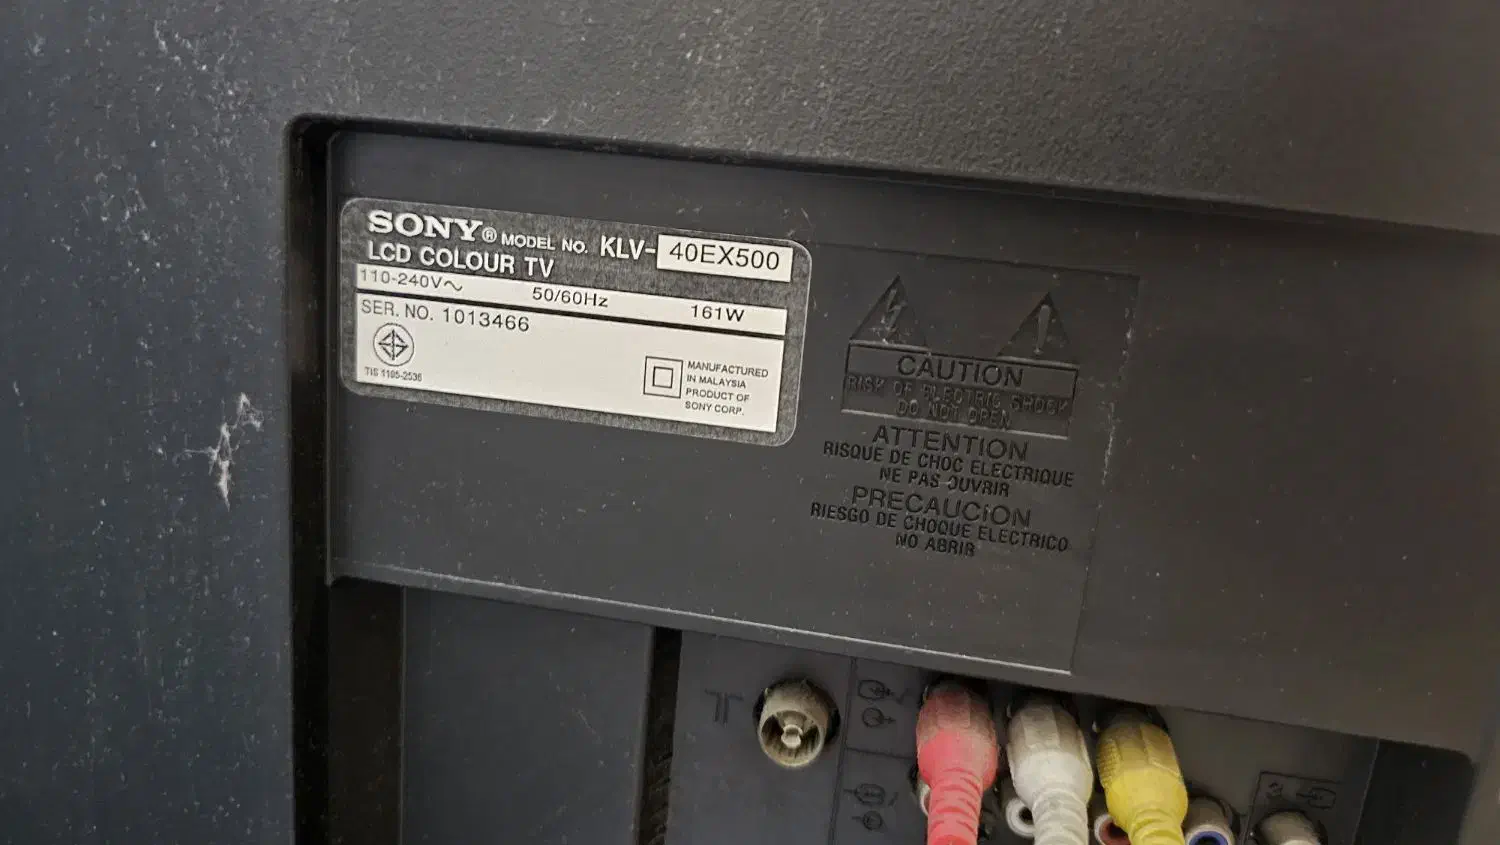 SONY® MODEL NO. KLV-40EX500
LCD COLOUR TV
110-240V~ 50/60Hz 161W
SER. NO. 1013466
TIS 1195-2536
MANUFACTURED
IN MALAYSIA
PRODUCT OF
SONY CORP.
CAUTION
RISK OF ELECTRIC SHOCK
DO NOT OPEN
ATTENTION
RISQUE DE CHOC ELECTRIQUE
NE PAS OUVRIR
PRECAUCION
RIESGO DE CHOQUE ELECTRICO
NO ABRIR